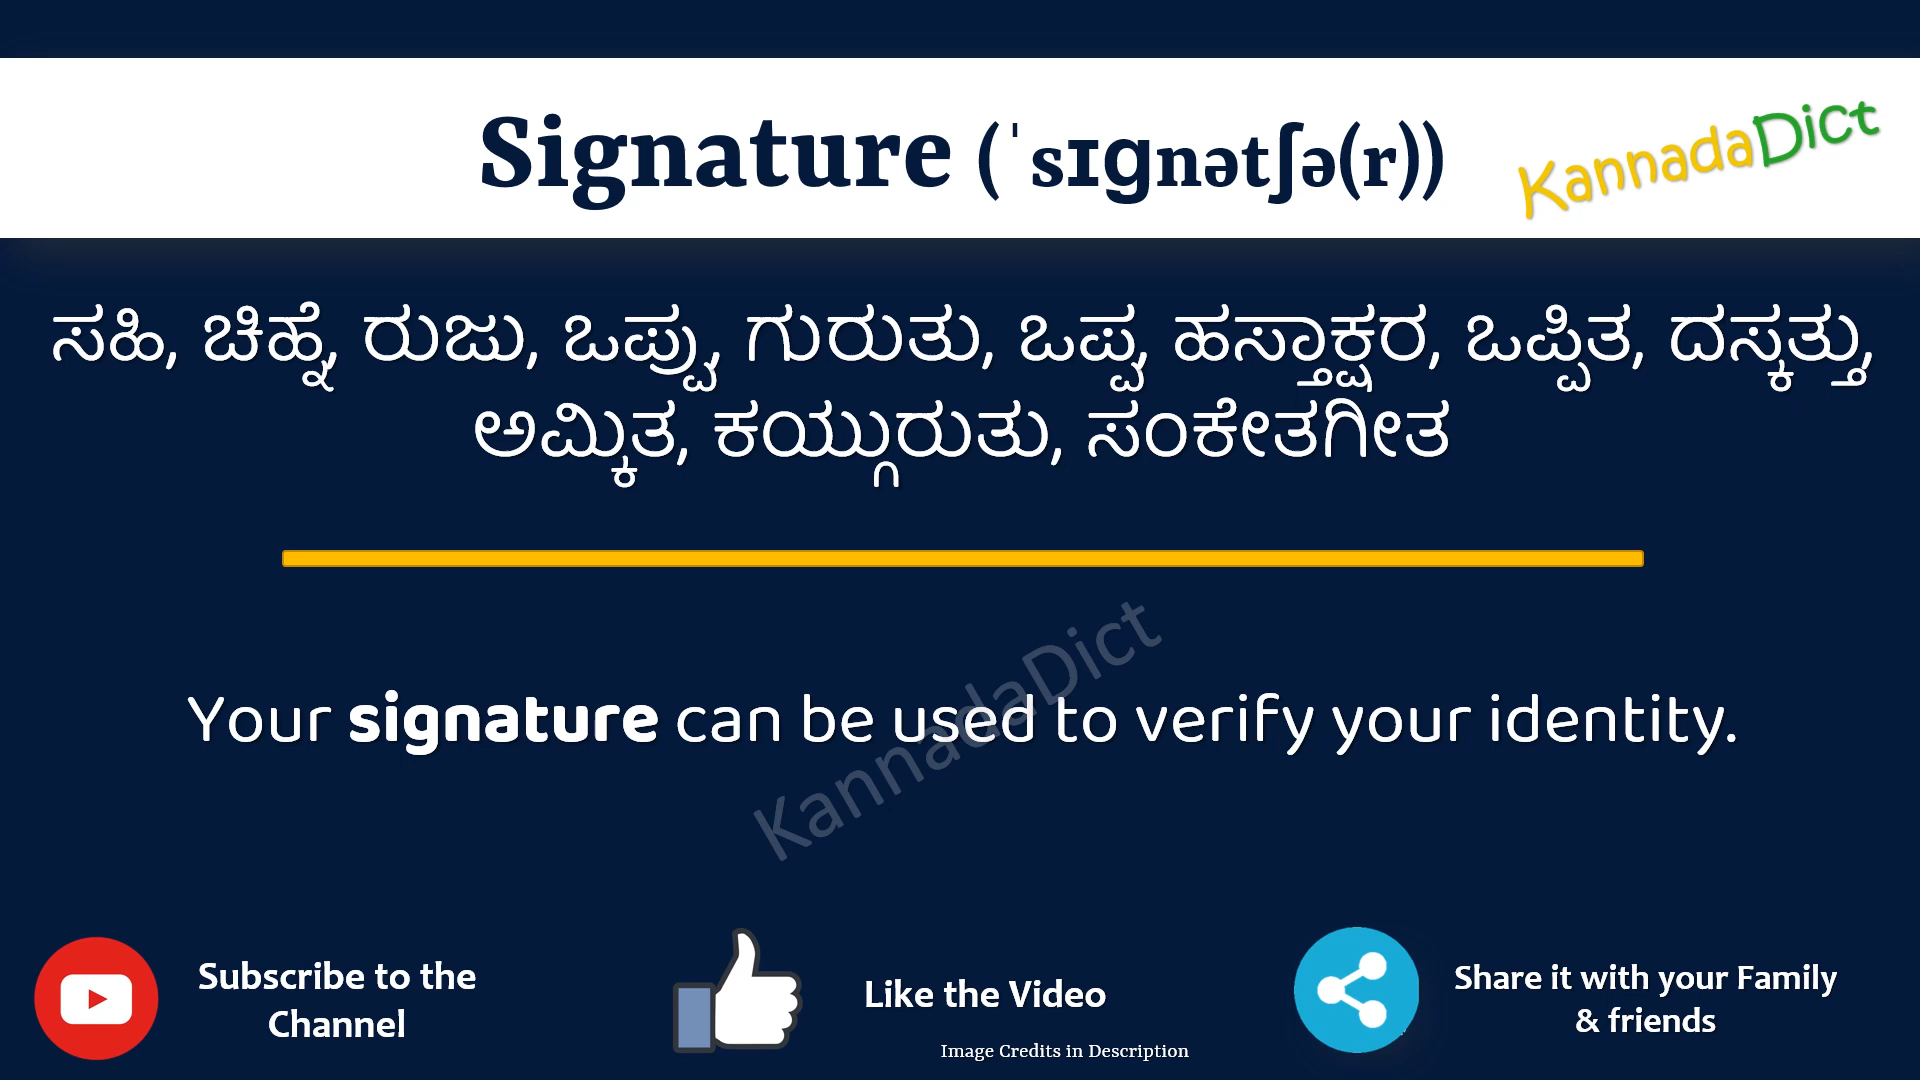 Signature (ˈsɪɡnətʃə(r))
KannadaDict
ಸಹಿ, ಚಿಹ್ನೆ, ರುಜು, ಒಪ್ಪು, ಗುರುತು, ಒಪ್ಪ, ಹಸ್ತಾಕ್ಷರ, ಒಪ್ಪಿತ, ದಸ್ಕತ್ತು,
ಅಮ್ಕಿತ, ಕಯ್ಗುರುತು, ಸಂಕೇತಗೀತ
KannadaDict
Your signature can be used to verify your identity.
Subscribe to the
Channel
Like the Video
Share it with your Family
& friends
Image Credits in Description